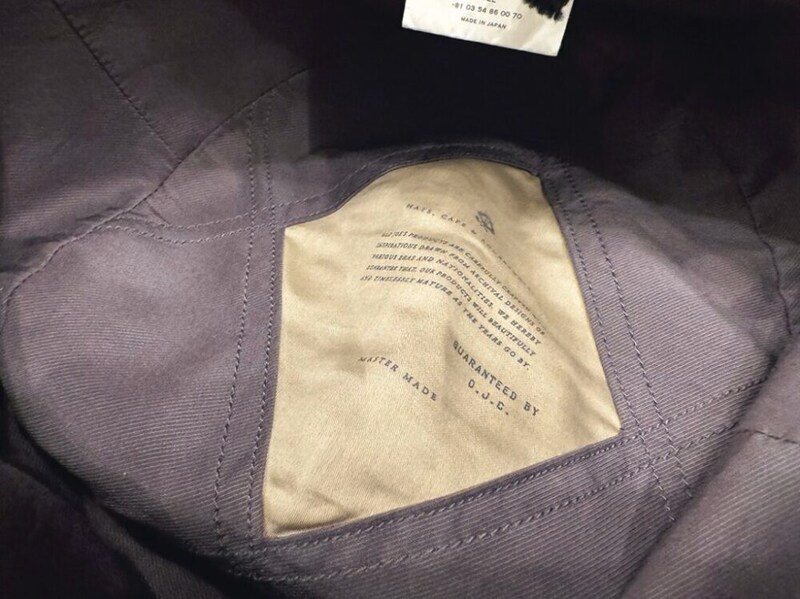 81 03 54 86 00 70
MADE IN JAPAN
HATS, CAPS
PRODUCTS ARE CAREFULLY
INSPIRATIONS DRAWN FROM ARCHIVAL DESIGNS OF
VARIOUS ERAS AND NATIONALITIES. WE HEREBY
GUARANTEE THAT, OUR PRODUCTS WILL BEAUTIFULLY
AND TIMELESSLY MATURE AS THE YEARS GO BY.
GUARANTEED BY
O.J.C.
MASTER MADE